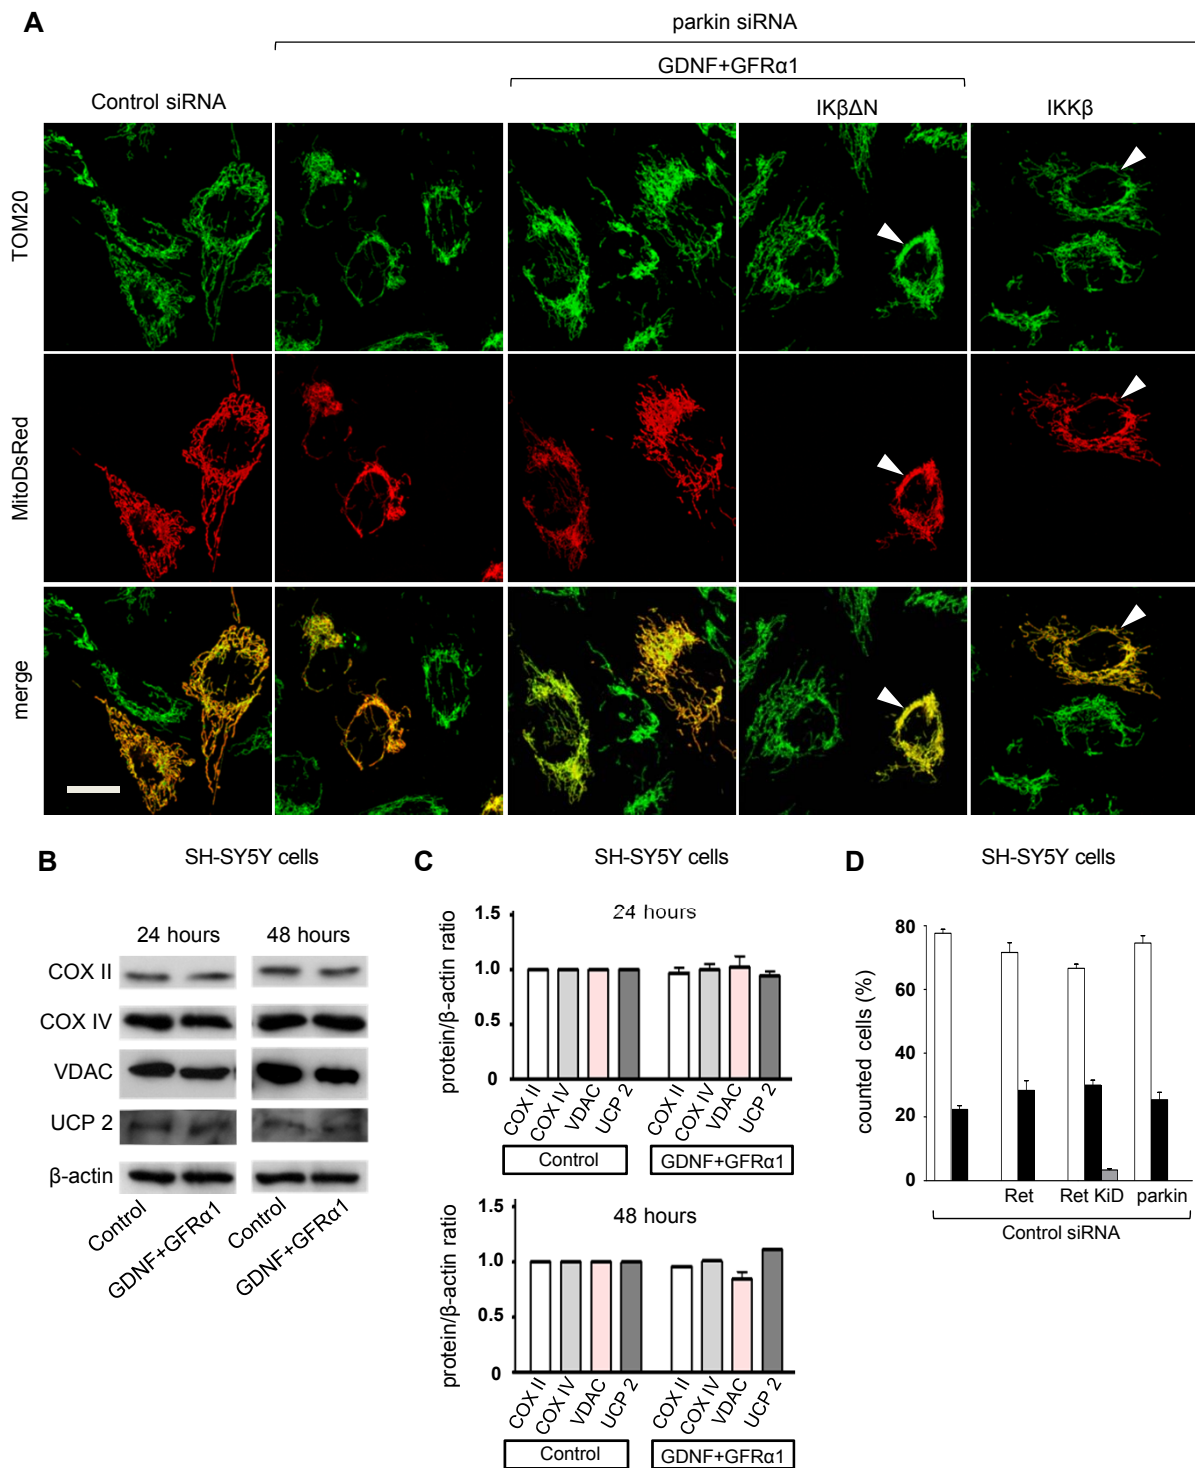 A
parkin siRNA
GDNF+GFRα1
Control siRNA
IKβΔN
IKKβ
TOM20
MitoDsRed
merge
B
SH-SY5Y cells
24 hours
48 hours
COX II
COX IV
VDAC
UCP 2
β-actin
Control
GDNF+GFRα1
Control
GDNF+GFRα1
C
SH-SY5Y cells
24 hours
protein/β-actin ratio
1.5
1.0
0.5
0
COX II
COX IV
VDAC
UCP 2
COX II
COX IV
VDAC
UCP 2
Control
GDNF+GFRα1
48 hours
protein/β-actin ratio
1.5
1.0
0.5
0
COX II
COX IV
VDAC
UCP 2
COX II
COX IV
VDAC
UCP 2
Control
GDNF+GFRα1
D
SH-SY5Y cells
counted cells (%)
80
60
40
20
0
Ret
Ret KiD
parkin
Control siRNA